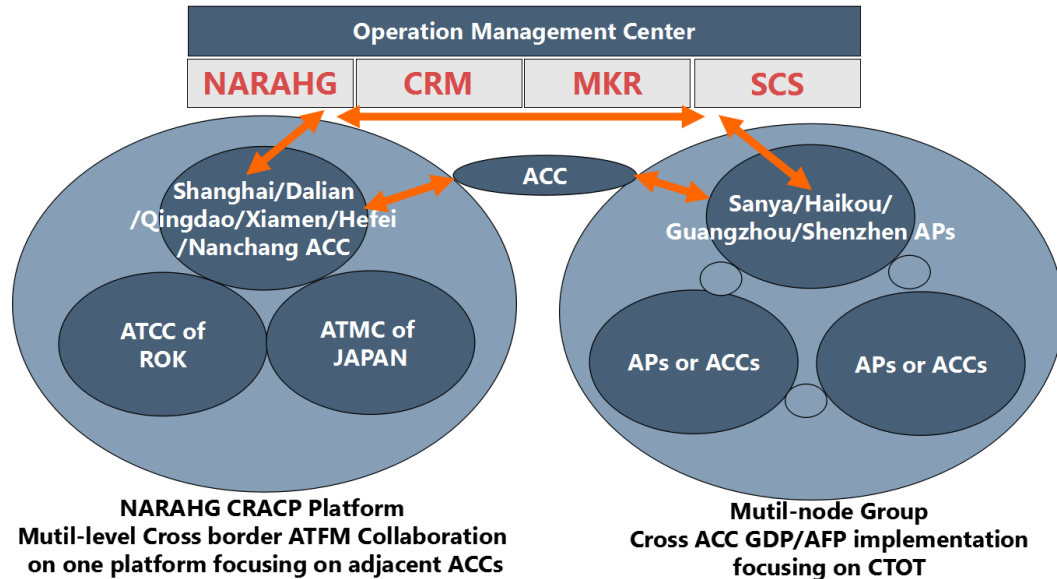 Operation Management Center
NARAHG
CRM
MKR
SCS
Shanghai/Dalian
/Qingdao/Xiamen/Hefei
/Nanchang ACC
ACC
Sanya/Haikou/
Guangzhou/Shenzhen APs
ATCC of
ROK
ATMC of
JAPAN
APs or ACCs
APs or ACCs
NARAHG CRACP Platform
Mutil-level Cross border ATFM Collaboration
on one platform focusing on adjacent ACCs
Mutil-node Group
Cross ACC GDP/AFP implementation
focusing on CTOT